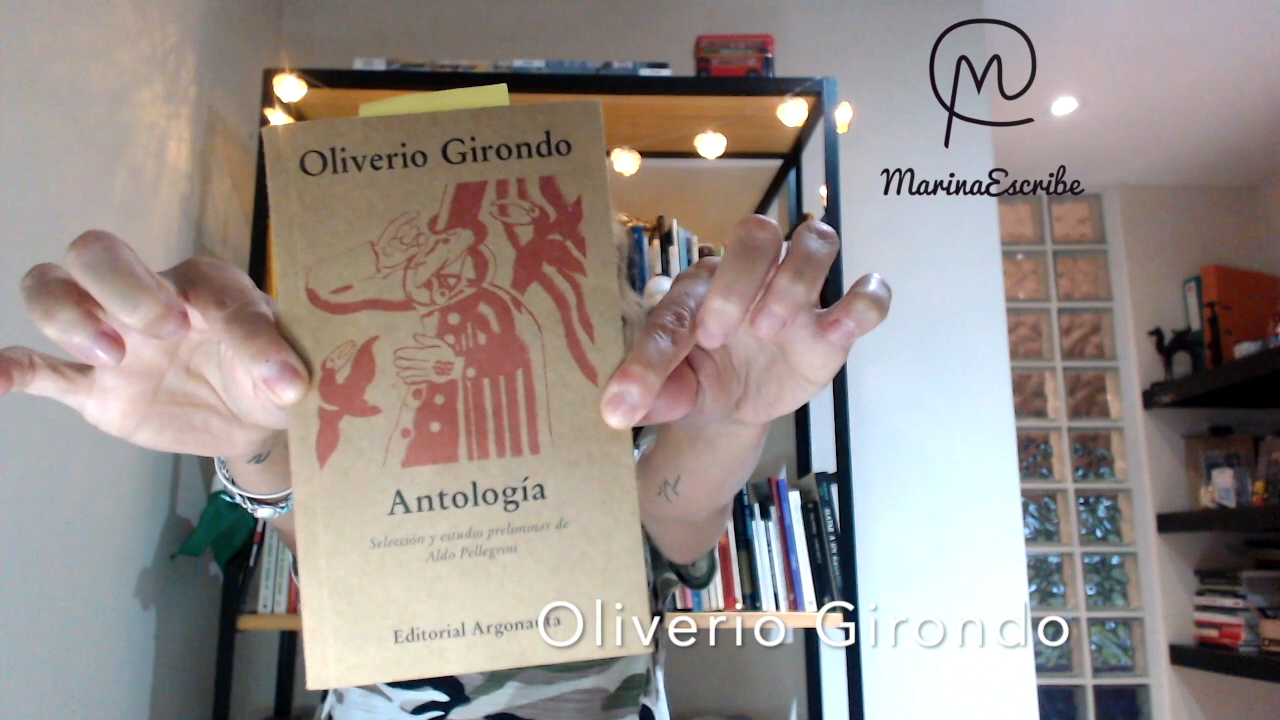 Oliverio Girondo
Antología
Selección y estudio preliminar de
Aldo Pellegrini
Editorial Argonauta
Oliverio Girondo
MarinaEscribe